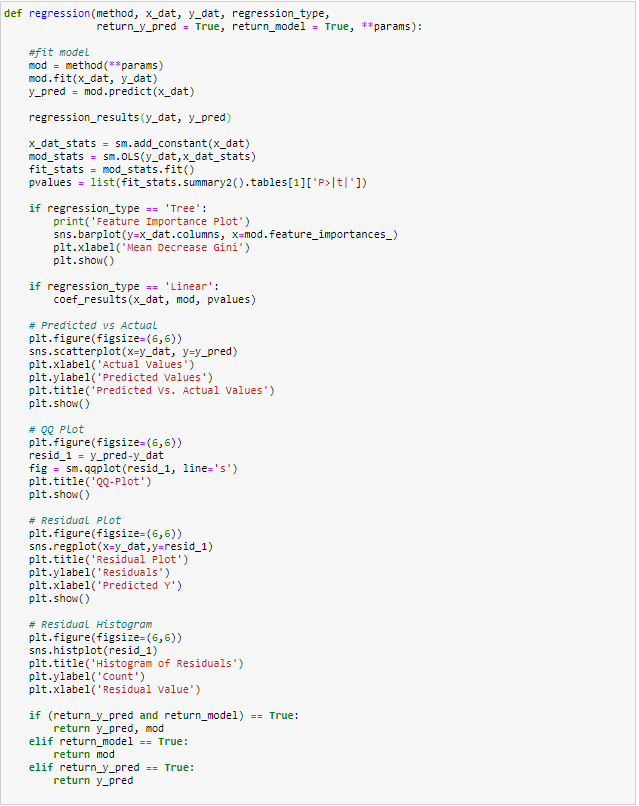 def regression(method, x_dat, y_dat, regression_type,
               return_y_pred = True, return_model = True, **params):

    #fit model
    mod = method(**params)
    mod.fit(x_dat, y_dat)
    y_pred = mod.predict(x_dat)

    regression_results(y_dat, y_pred)

    x_dat_stats = sm.add_constant(x_dat)
    mod_stats = sm.OLS(y_dat,x_dat_stats)
    fit_stats = mod_stats.fit()
    pvalues = list(fit_stats.summary2().tables[1]['P>|t|'])

    if regression_type == 'Tree':
        print('Feature Importance Plot')
        sns.barplot(y=x_dat.columns, x=mod.feature_importances_)
        plt.xlabel('Mean Decrease Gini')
        plt.show()

    if regression_type == 'Linear':
        coef_results(x_dat, mod, pvalues)

    # Predicted vs Actual
    plt.figure(figsize=(6,6))
    sns.scatterplot(x=y_dat, y=y_pred)
    plt.xlabel('Actual Values')
    plt.ylabel('Predicted Values')
    plt.title('Predicted Vs. Actual Values')
    plt.show()

    # QQ Plot
    plt.figure(figsize=(6,6))
    resid_1 = y_pred-y_dat
    fig = sm.qqplot(resid_1, line='s')
    plt.title('QQ-Plot')
    plt.show()

    # Residual Plot
    plt.figure(figsize=(6,6))
    sns.regplot(x=y_dat,y=resid_1)
    plt.title('Residual Plot')
    plt.ylabel('Residuals')
    plt.xlabel('Predicted Y')
    plt.show()

    # Residual Histogram
    plt.figure(figsize=(6,6))
    sns.histplot(resid_1)
    plt.title('Histogram of Residuals')
    plt.ylabel('Count')
    plt.xlabel('Residual Value')

    if (return_y_pred and return_model) == True:
        return y_pred, mod
    elif return_model == True:
        return mod
    elif return_y_pred == True:
        return y_pred